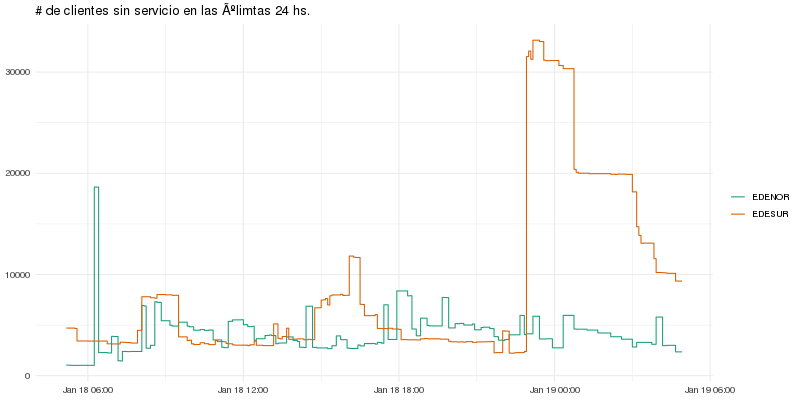 # de clientes sin servicio en las Ãºlimtas 24 hs.
30000
20000
10000
0
Jan 18 06:00
Jan 18 12:00
Jan 18 18:00
Jan 19 00:00
Jan 19 06:00
EDENOR
EDESUR